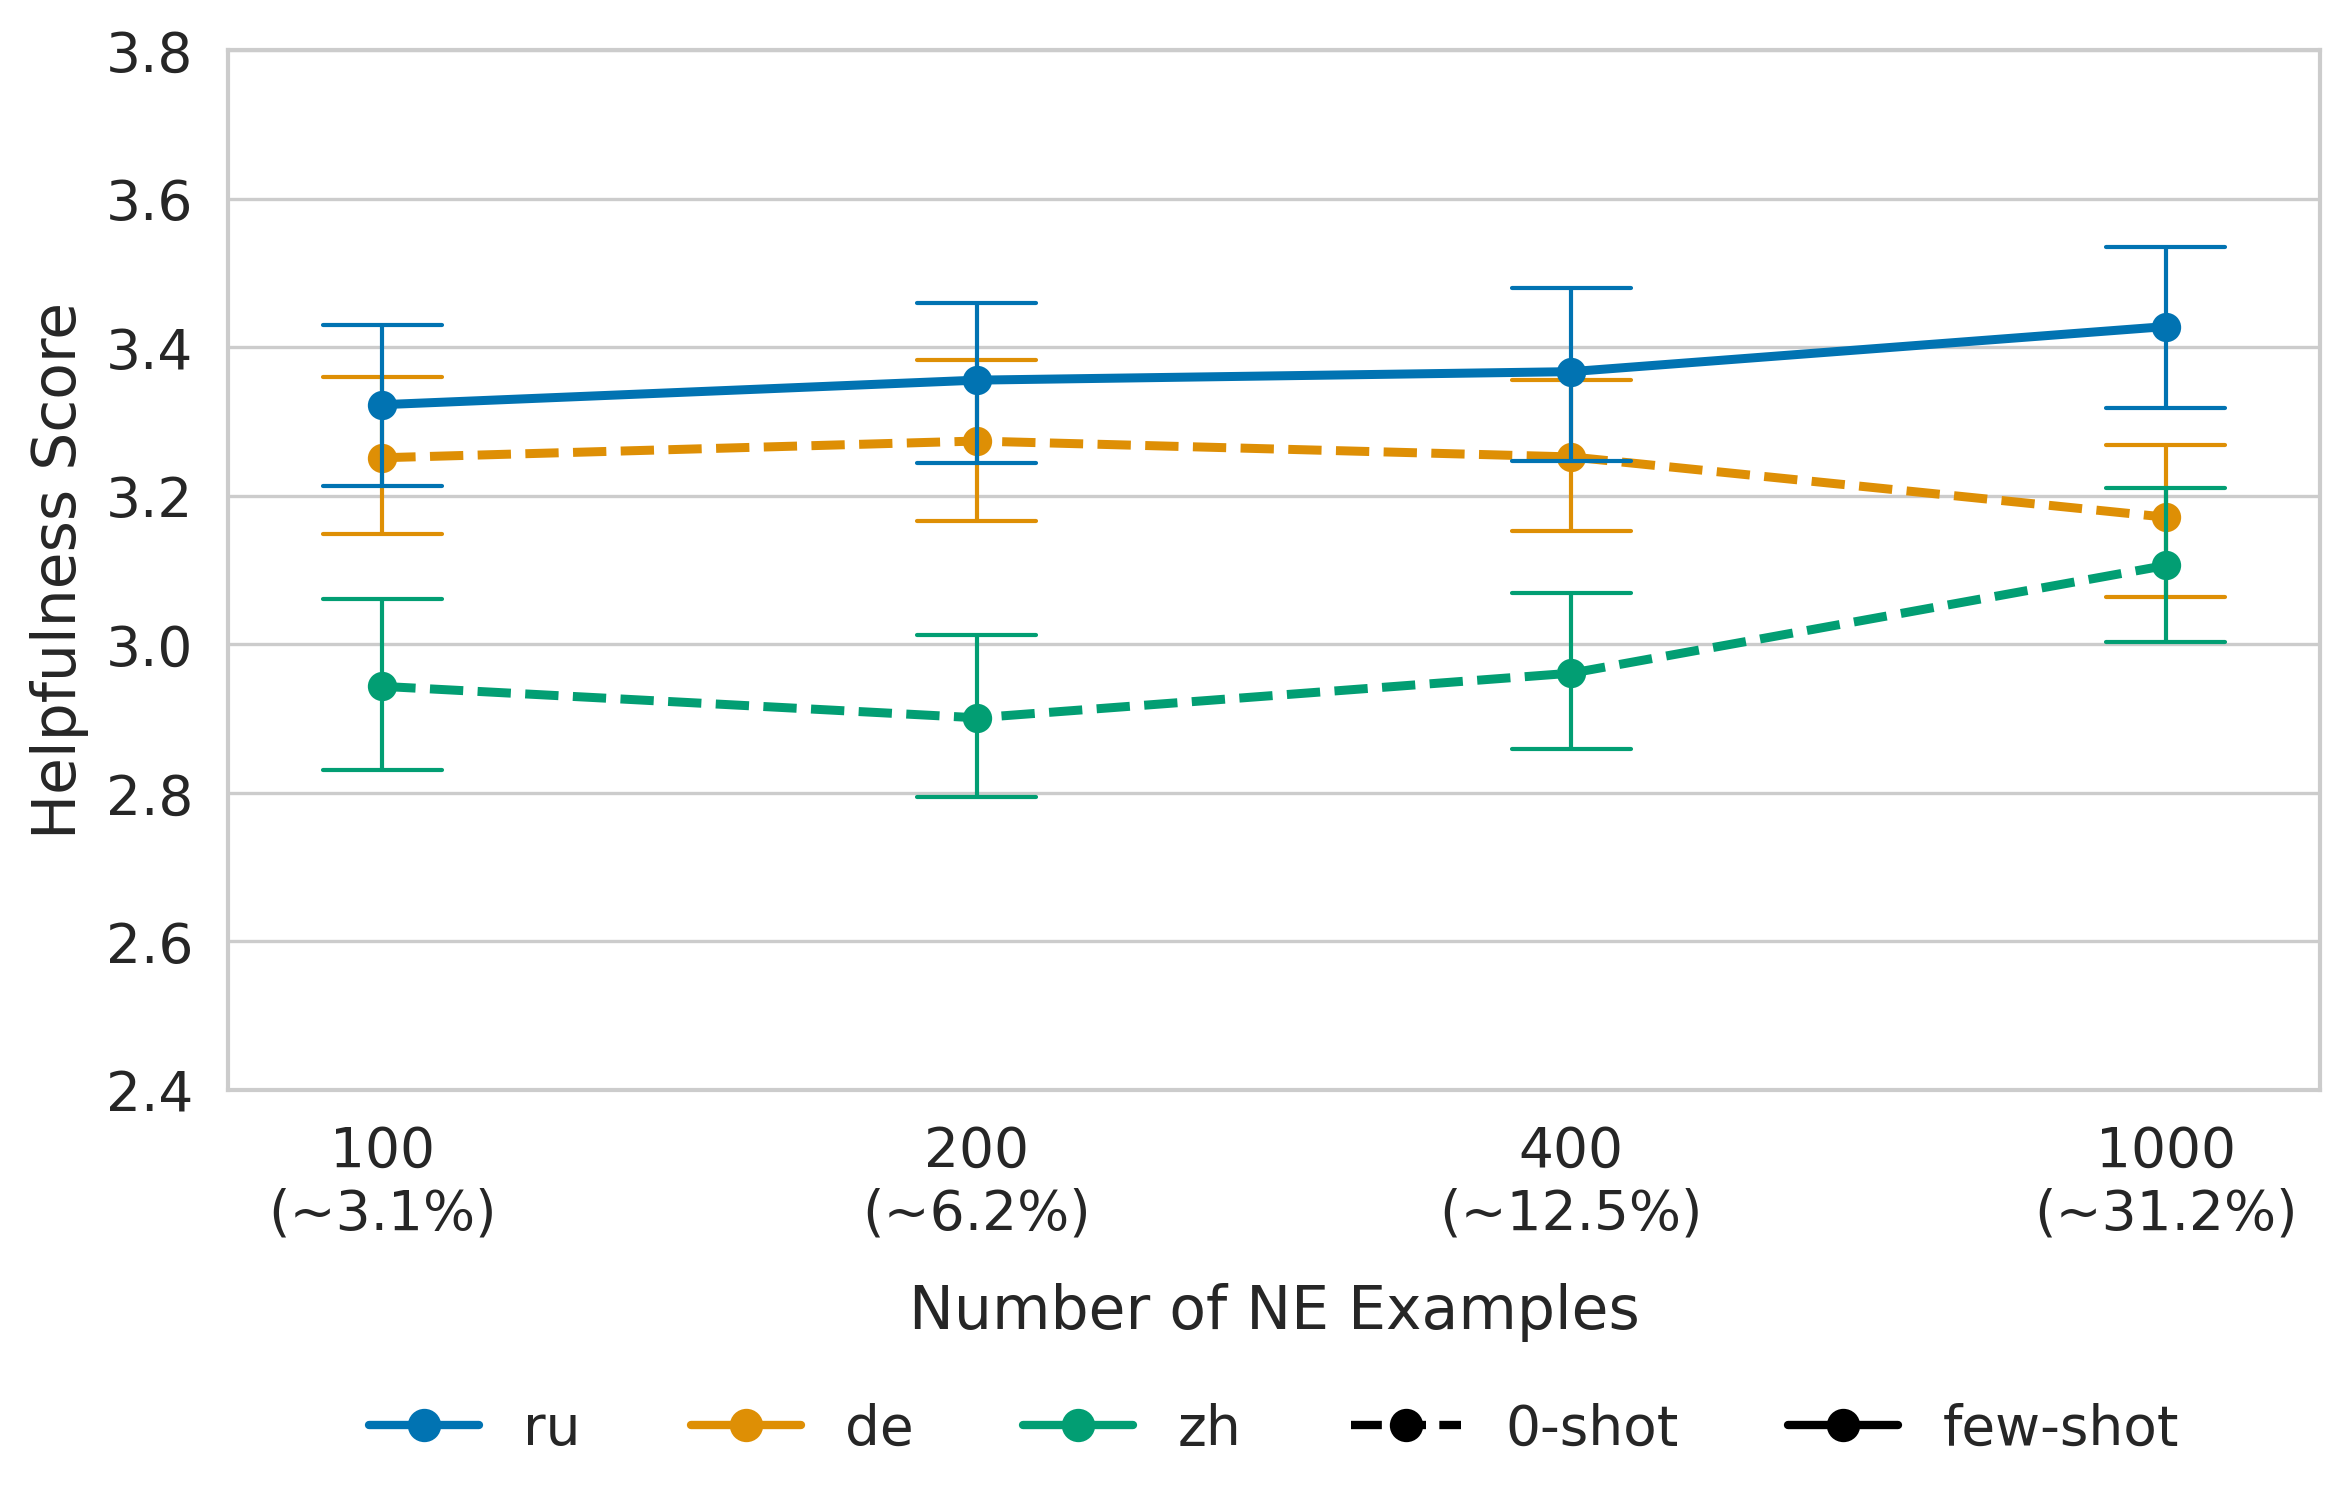 3.8
3.6
3.4
3.2
3.0
2.8
2.6
2.4
Helpfulness Score
100 200 400 1000
(~3.1%) (~6.2%) (~12.5%) (~31.2%)
Number of NE Examples
ru de zh 0-shot few-shot